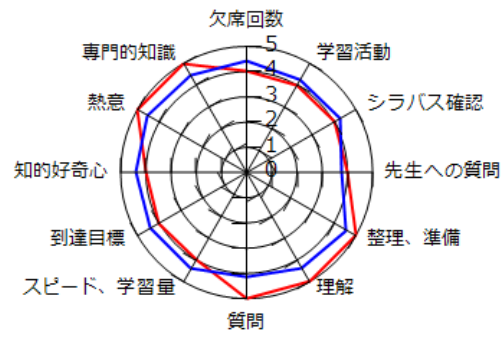 欠席回数
専門的知識
学習活動
熱意
シラバス確認
知的好奇心
先生への質問
到達目標
整理、準備
スピード、学習量
理解
質問
5
4
3
2
1
0